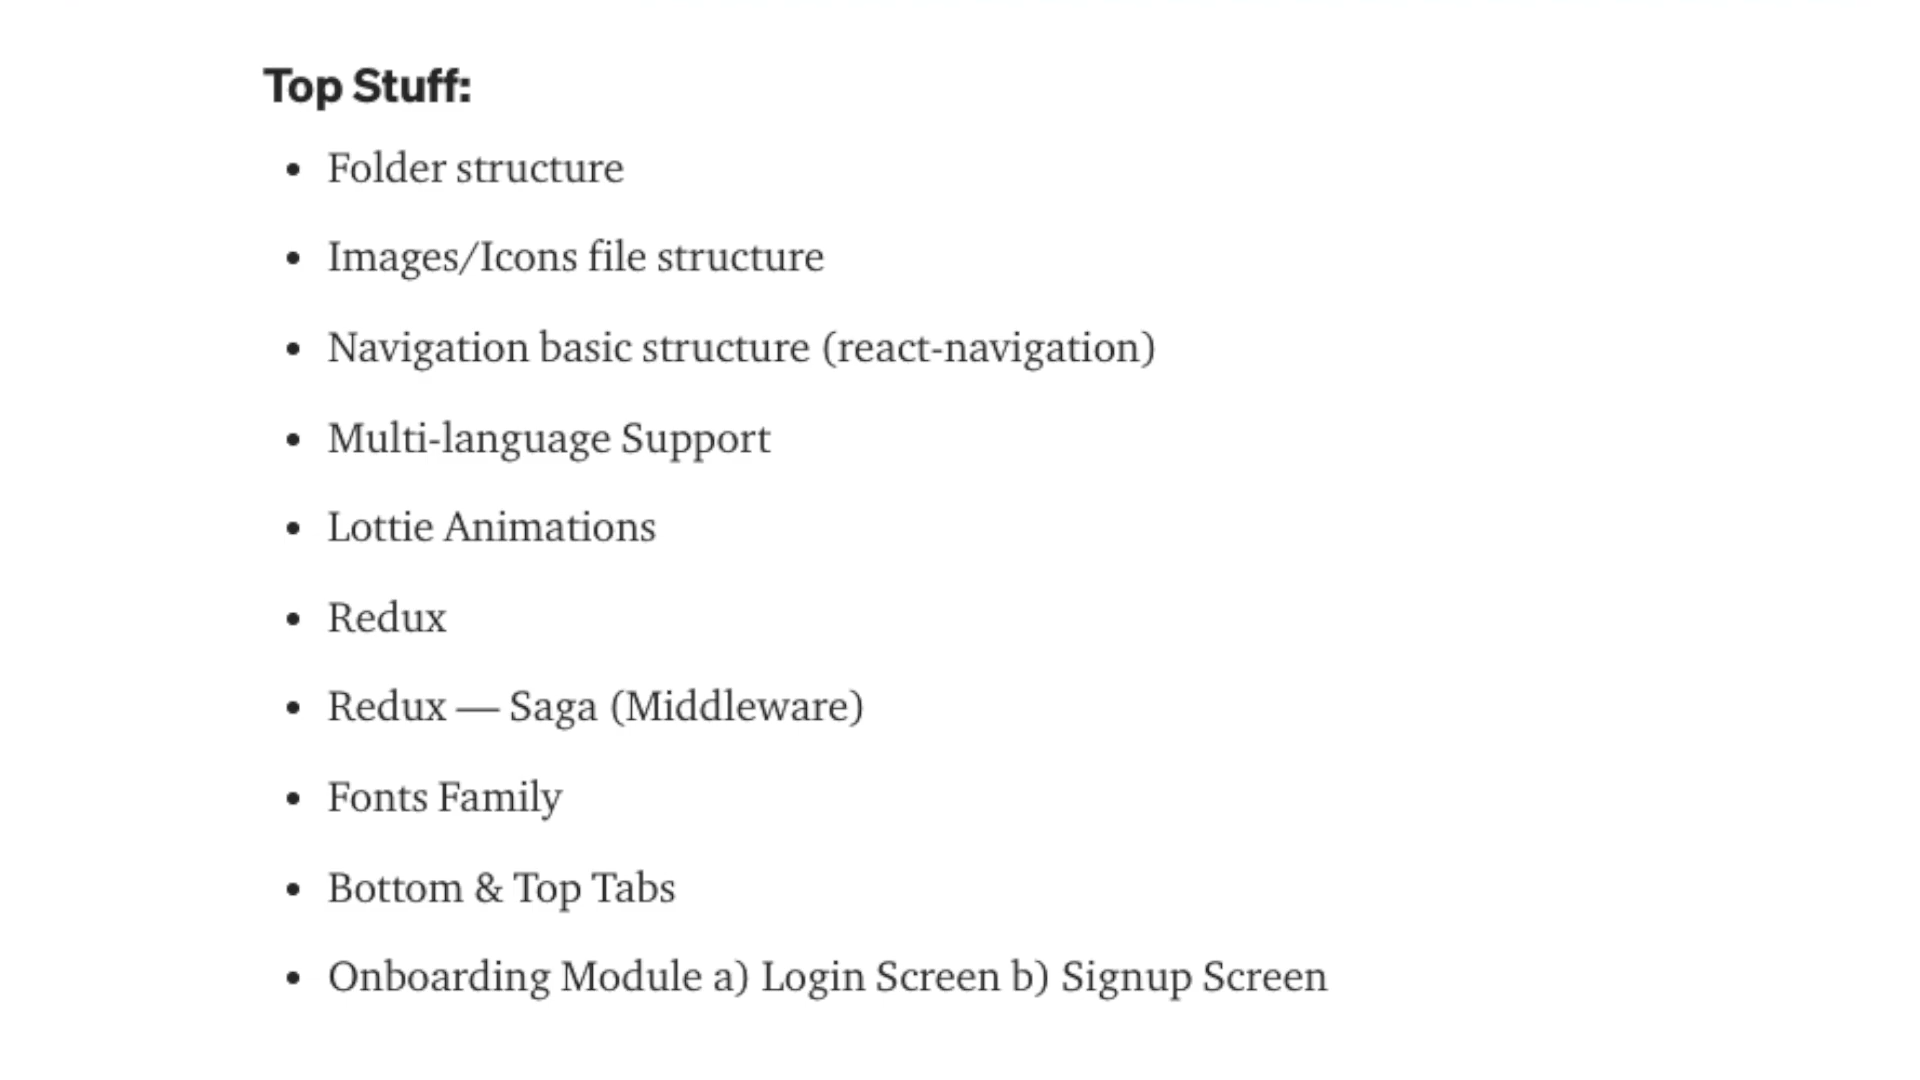 Top Stuff:
• Folder structure
• Images/Icons file structure
• Navigation basic structure (react-navigation)
• Multi-language Support
• Lottie Animations
• Redux
• Redux — Saga (Middleware)
• Fonts Family
• Bottom & Top Tabs
• Onboarding Module a) Login Screen b) Signup Screen